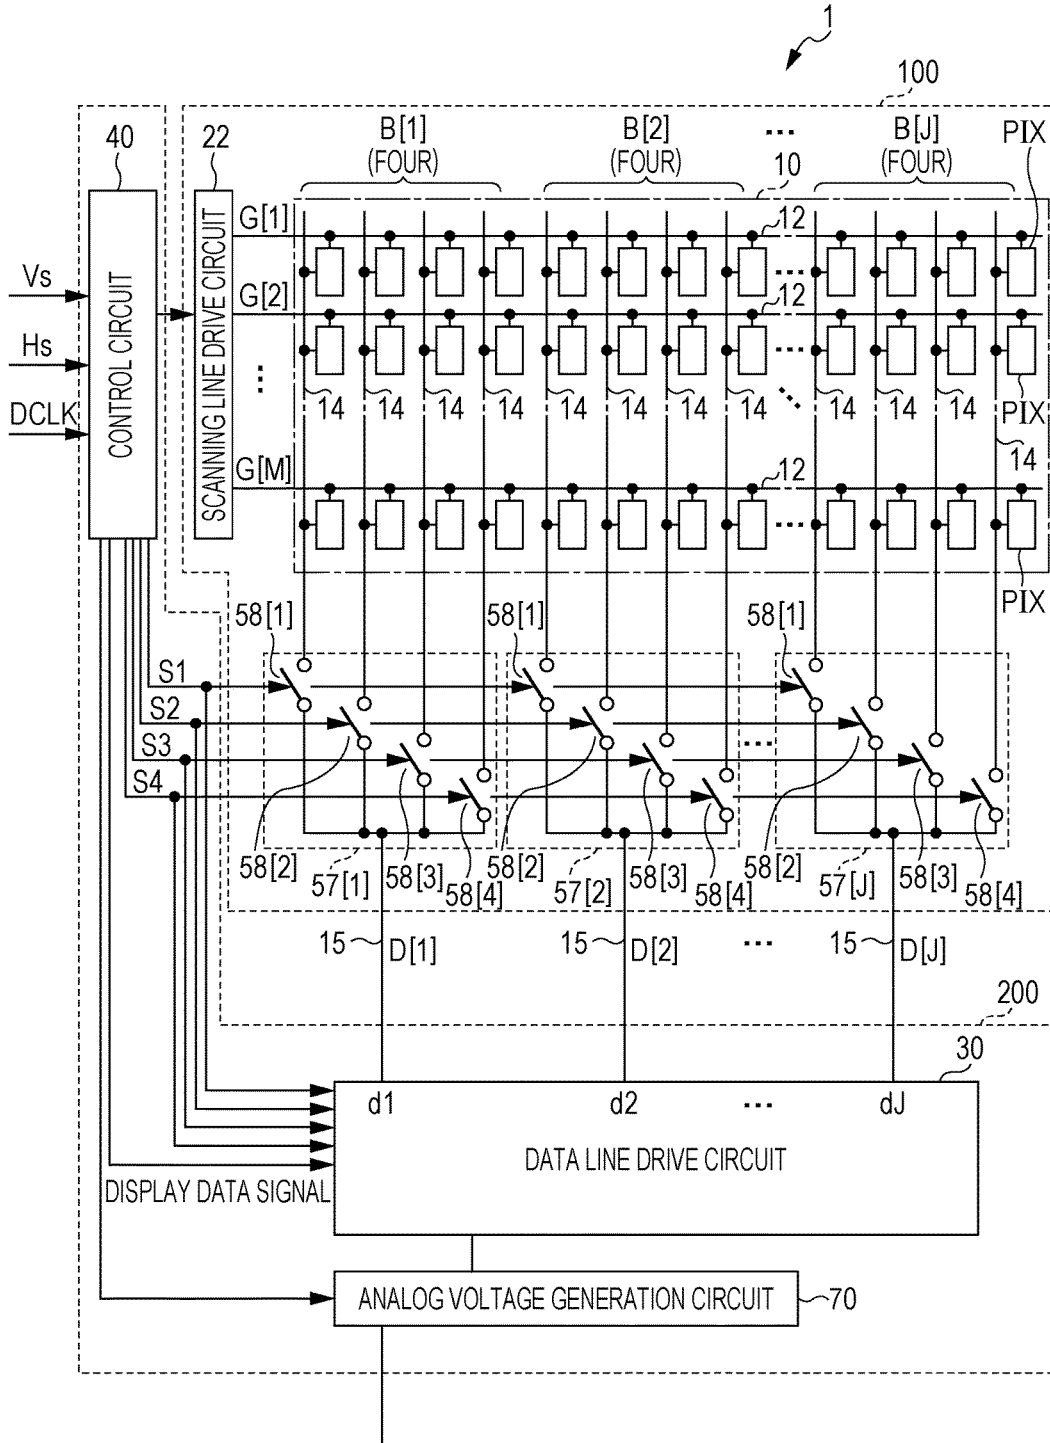 1
100
40
22
B[1]
(FOUR)
B[2]
(FOUR)
...
B[J]
(FOUR)
PIX
10
G[1]
12
Vs
G[2]
12
Hs
CONTROL CIRCUIT
SCANNING LINE DRIVE CIRCUIT
DCLK
14 14 14 14 14 14 14 14 14 14 14
PIX
14
G[M]
12
PIX
58[1]
58[1]
58[1]
S1
S2
S3
S4
58[2]
57[1]
58[3]
58[4]
58[2]
57[2]
58[3]
58[4]
58[2]
57[J]
58[3]
58[4]
15 D[1]
15 D[2]
...
15 D[J]
200
30
d1 d2 ... dJ
DATA LINE DRIVE CIRCUIT
DISPLAY DATA SIGNAL
ANALOG VOLTAGE GENERATION CIRCUIT
70